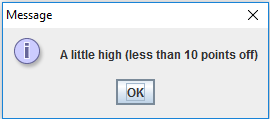 Message
A little high (less than 10 points off)
OK